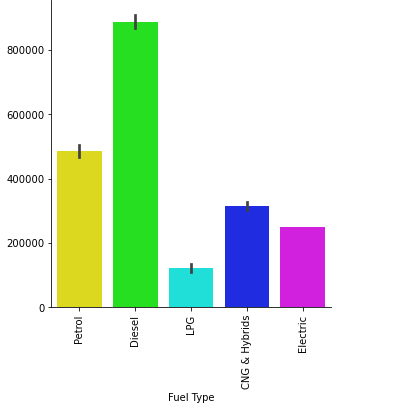 800000
600000
400000
200000
0
Petrol
Diesel
LPG
CNG & Hybrids
Electric
Fuel Type